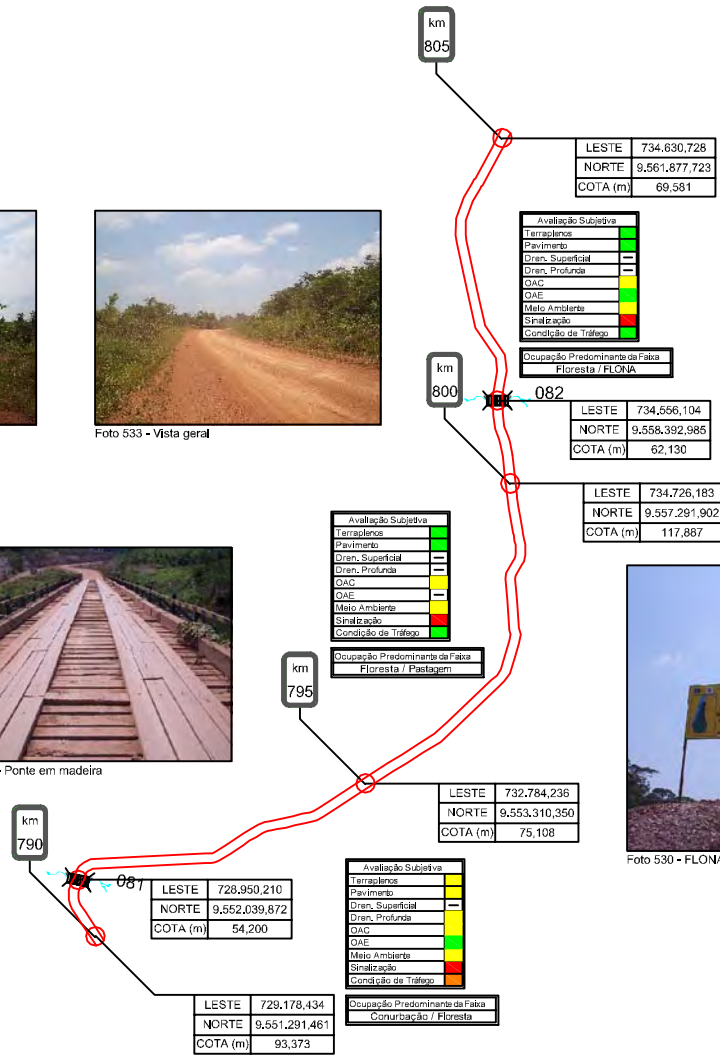 km
805
LESTE 734.630,728
NORTE 9.561.877,723
COTA (m) 69,581
Avaliação Subjetiva
Terraplenos
Pavimento
Dren. Superficial —
Dren. Profunda —
OAC
OAE
Meio Ambiente
Sinalização
Condição de Tráfego
Ocupação Predominante da Faixa
Floresta / FLONA
Foto 533 - Vista geral
km
800
082
LESTE 734.556,104
NORTE 9.558.392,985
COTA (m) 62,130
LESTE 734.726,183
NORTE 9.557.291,902
COTA (m) 117,887
Avaliação Subjetiva
Terraplenos
Pavimento
Dren. Superficial —
Dren. Profunda —
OAC
OAE —
Meio Ambiente
Sinalização
Condição de Tráfego
Ocupação Predominante da Faixa
Floresta / Pastagem
km
795
- Ponte em madeira
LESTE 732.784,236
NORTE 9.553.310,350
COTA (m) 75,108
Foto 530 - FLONA
km
790
081
LESTE 728.950,210
NORTE 9.552.039,872
COTA (m) 54,200
Avaliação Subjetiva
Terraplenos
Pavimento
Dren. Superficial —
Dren. Profunda
OAC
OAE
Meio Ambiente
Sinalização
Condição de Tráfego
Ocupação Predominante da Faixa
Conurbação / Floresta
LESTE 729.178,434
NORTE 9.551.291,461
COTA (m) 93,373